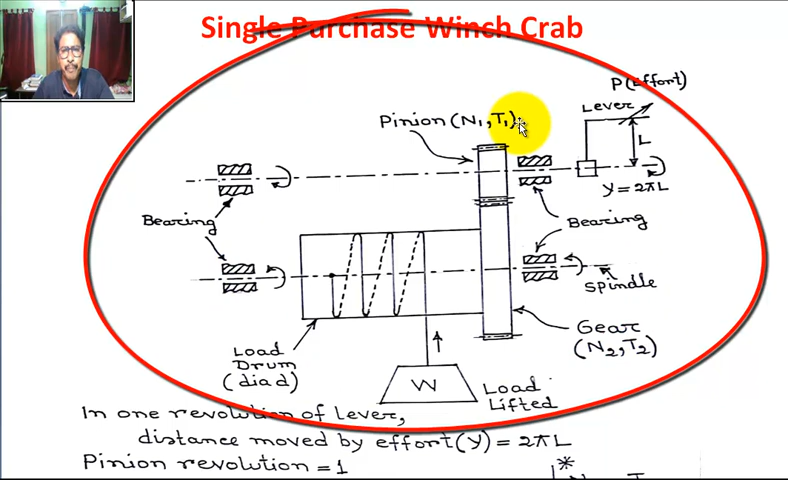 Single Purchase Winch Crab
P(Effort)
Lever
Pinion (N1, T1)
L
y = 2πL
Bearing
Bearing
Spindle
Gear
(N2, T2)
Load
Drum
(dia d)
W
Load
Lifted
In one revolution of lever,
distance moved by effort (y) = 2πL
Pinion revolution = 1